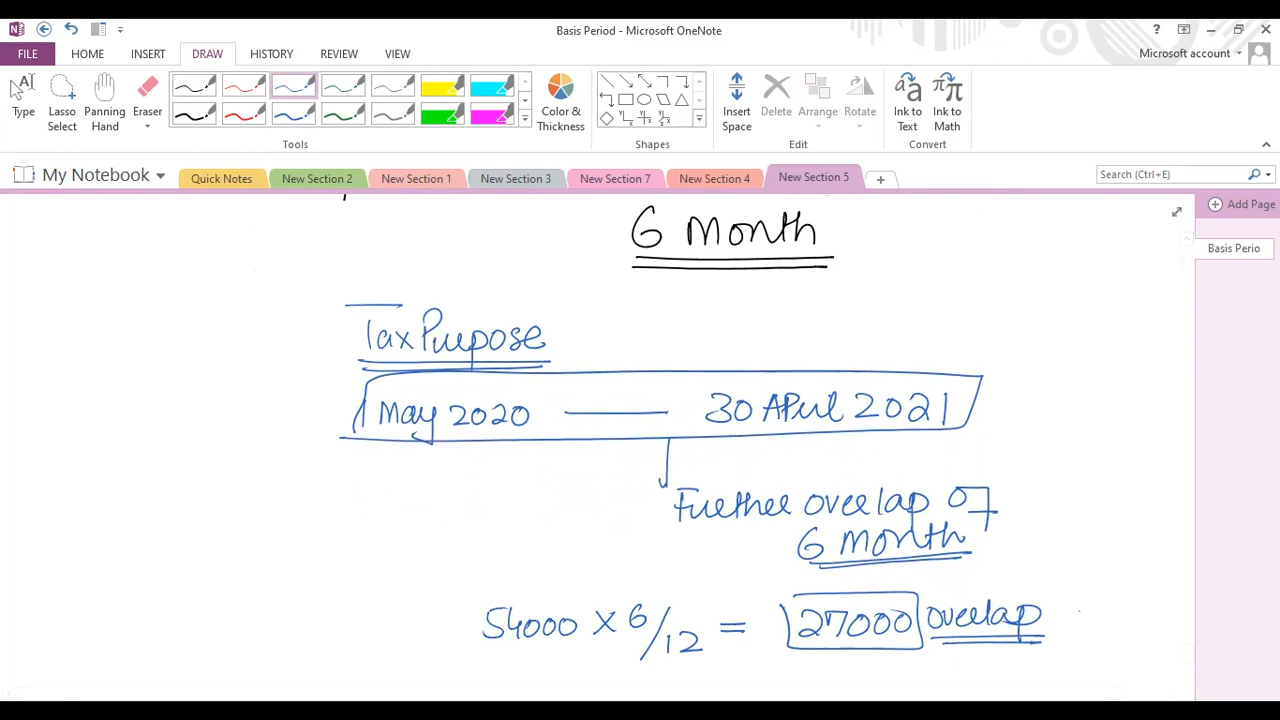 Basis Period - Microsoft OneNote
?
FILE HOME INSERT DRAW HISTORY REVIEW VIEW
Microsoft account
Type Lasso Select Panning Hand Eraser
Color & Thickness
Insert Space Delete Arrange Rotate
Ink to Text Ink to Math
Tools Shapes Edit Convert
My Notebook Quick Notes New Section 2 New Section 1 New Section 3 New Section 7 New Section 4 New Section 5
Search (Ctrl+E)
Add Page
Basis Perio
6 Month
Tax Purpose
1 May 2020 — 30 April 2021
Further overlap of
6 month
54000 × 6/12 = 27000 overlap